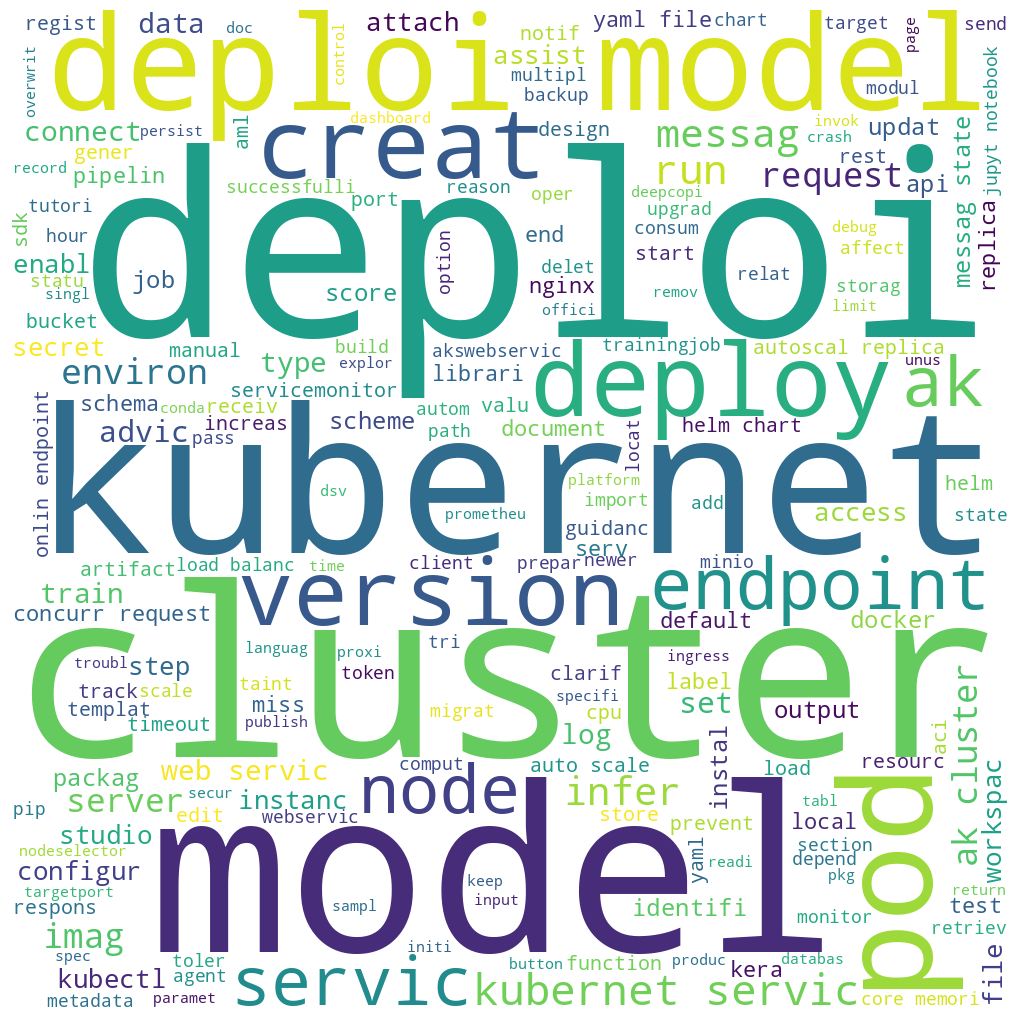 regist data doc attach notif yaml file chart target page send
overwrit control assist multipl modul
deploi model
backup
connect persist aml dashboard design messag invok updat crash
creat
gener rest jupyt notebook
record pipelin successfulli reason oper run deepcopi request api messag state
tutori port upgrad replica
sdk hour option end consum start debug affect
deploi
enabl statu job delet relat storag
singl score nginx remov limit
bucket offici
secret manual build akswebservic trainingjob autoscal replica
environ type explor librari deploy unus ak
servicemonitor
schema conda receiv autom valu
advic pass increas scheme path document locat helm chart
onlin endpoint kubernet
dsv platform import add access helm
prometheu guidanc state
artifact load balanc time client prepar serv newer minio
train version endpoint
concurr request default docker
tri
troubl step languag proxi ingress
track scale taint token clarif label
cluster
templat miss specifi set output
timeout publish migrat cpu log aci
packag web servic comput auto scale load resourc
server secur instanc node infer instal tabl ak cluster workspac
pip edit webservic store prevent local
studio yaml section
nodeselector readi depend
configur keep pkg
model
targetport sampl input identifi return
respons monitor test
pod
imag retriev
spec initi
toler button function produc databas
kubectl agent servic kera
metadata paramet kubernet servic core memori file